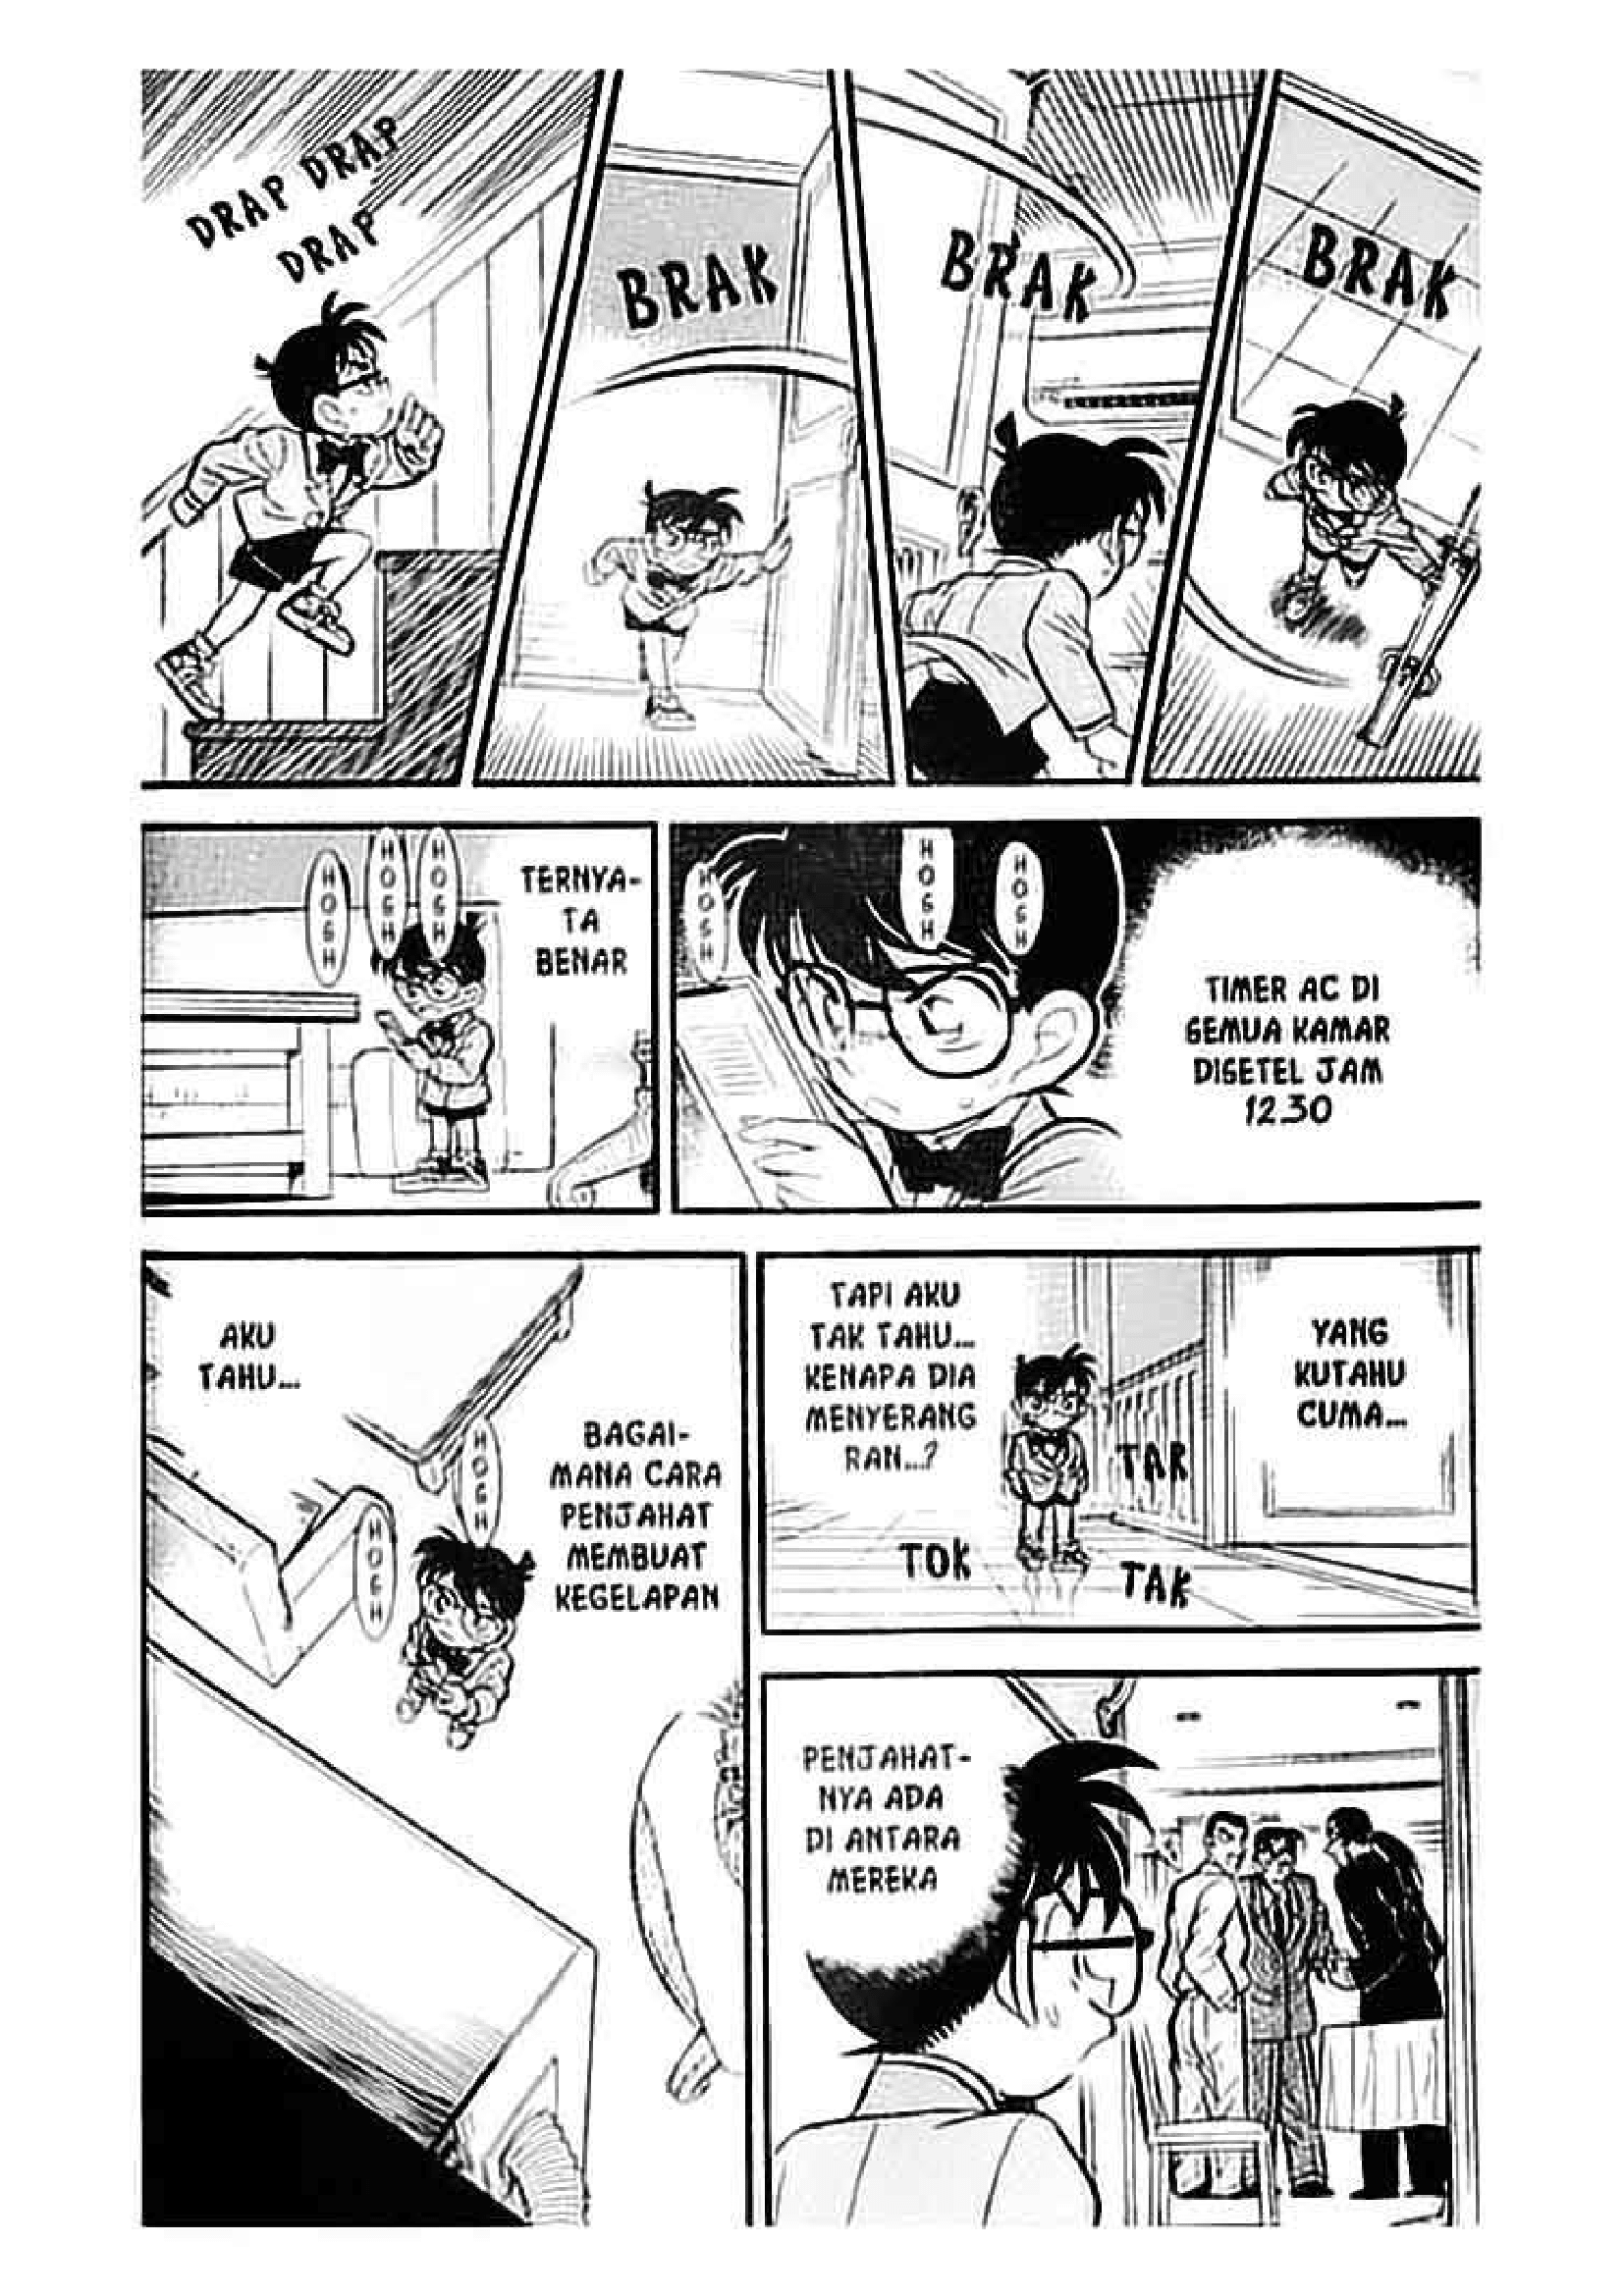 DRAP DRAP
DRAP
BRAK
BRAK
BRAK
HOSH
HOSH
HOSH
TERNYA-
TA
BENAR
HOSH
HOSH
HOSH
TIMER AC DI
SEMUA KAMAR
DISETEL JAM
12.30
AKU
TAHU...
HOSH
HOSH
BAGAI-
MANA CARA
PENJAHAT
MEMBUAT
KEGELAPAN
TAPI AKU
TAK TAHU...
KENAPA DIA
MENYERANG
RAN...?
YANG
KUTAHU
CUMA...
TAR
TOK
TAK
PENJAHAT-
NYA ADA
DI ANTARA
MEREKA